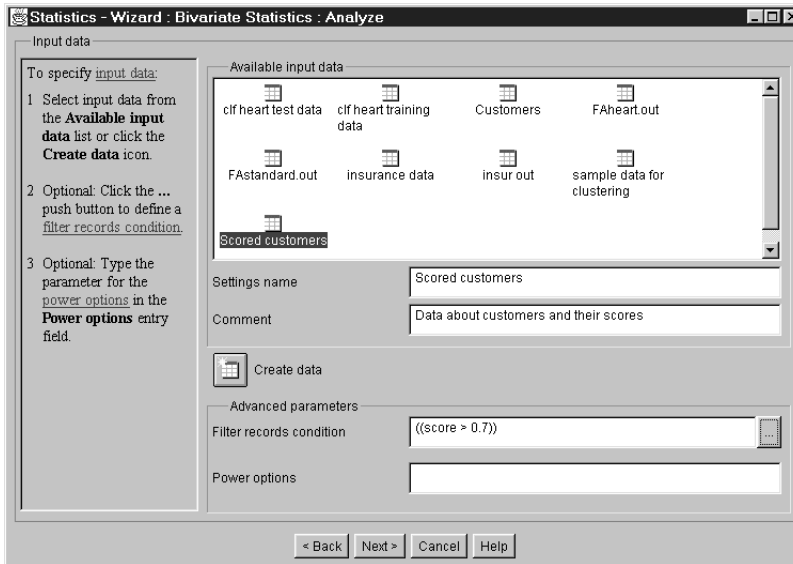 Statistics - Wizard : Bivariate Statistics : Analyze
Input data
To specify input data:
1 Select input data from
the Available input
data list or click the
Create data icon.
2 Optional: Click the ...
push button to define a
filter records condition.
3 Optional: Type the
parameter for the
power options in the
Power options entry
field.
Available input data
clf heart test data
clf heart training
data
Customers
FAheart.out
FAstandard.out
insurance data
insur out
sample data for
clustering
Scored customers
Settings name
Scored customers
Comment
Data about customers and their scores
Create data
Advanced parameters
Filter records condition
((score > 0.7))
...
Power options
< Back
Next >
Cancel
Help